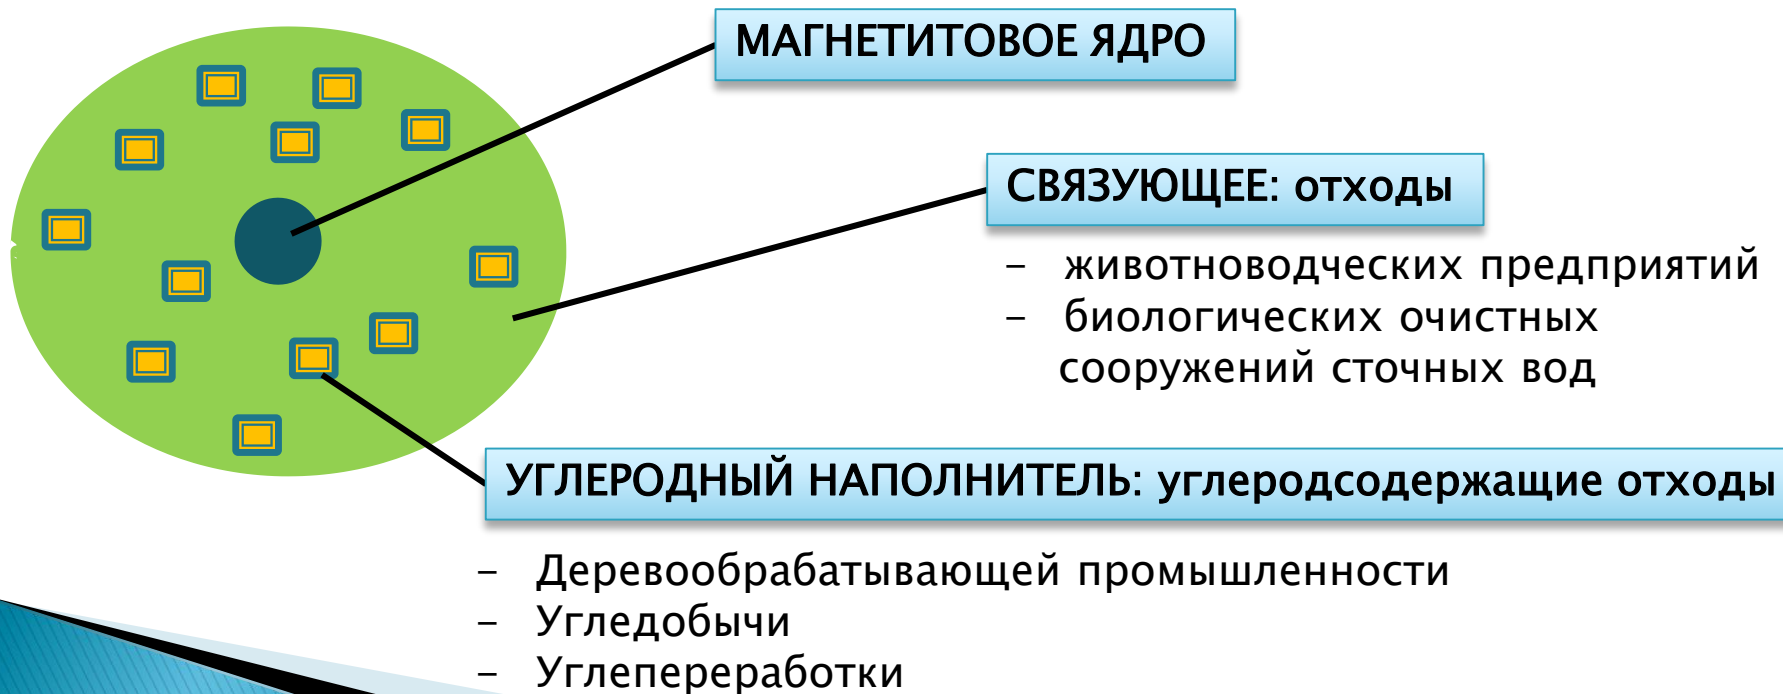 МАГНЕТИТОВОЕ ЯДРО
СВЯЗУЮЩЕЕ: отходы
- животноводческих предприятий
- биологических очистных
сооружений сточных вод
УГЛЕРОДНЫЙ НАПОЛНИТЕЛЬ: углеродсодержащие отходы
- Деревообрабатывающей промышленности
- Угледобычи
- Углепереработки